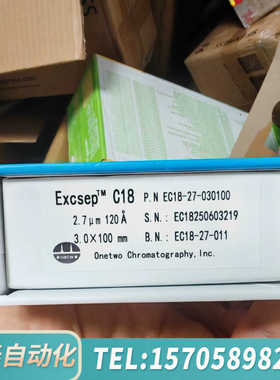 Excsep™ C18 P.N EC18-27-030100
2.7μm 120Å S.N.: EC18250603219
3.0×100 mm B.N.: EC18-27-011
Onetwo Chromatography, Inc.
自动化
TEL:157058982